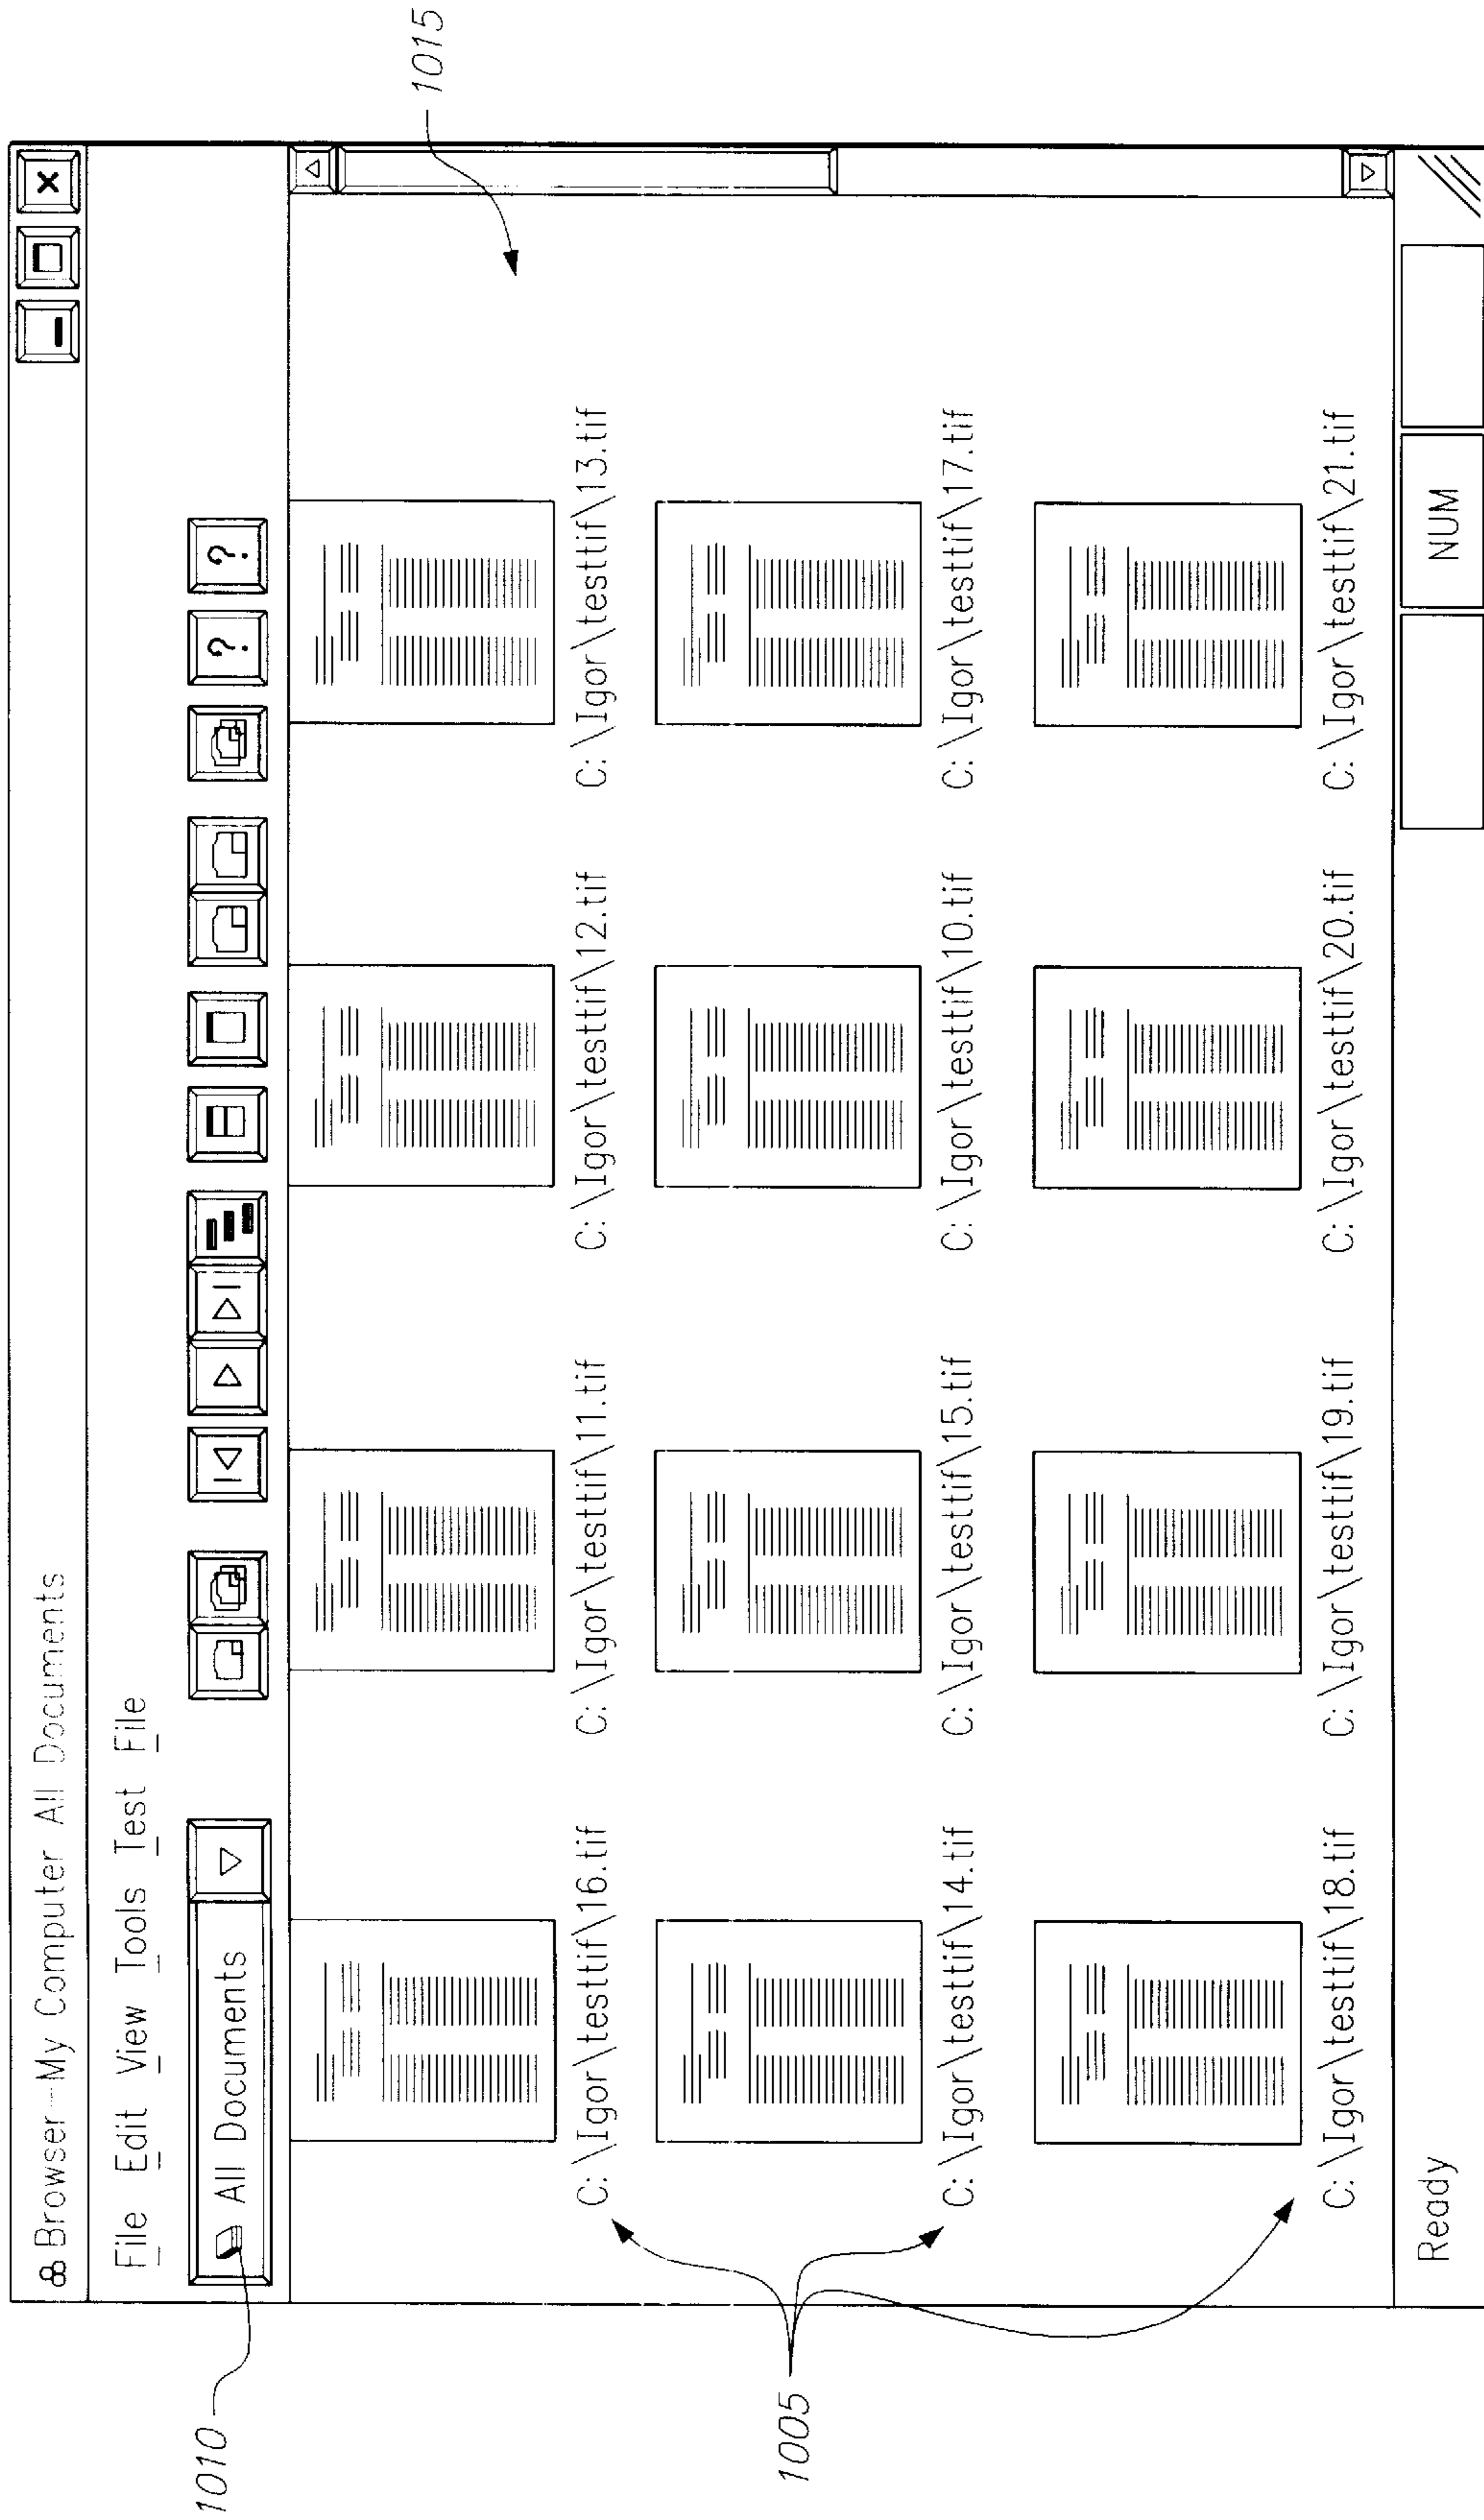 Browser--My Computer All Documents
File Edit View Tools Test File
1010
All Documents
? ?
1015
C:\Igor\testtif\16.tif C:\Igor\testtif\11.tif C:\Igor\testtif\12.tif C:\Igor\testtif\13.tif
1005
C:\Igor\testtif\14.tif C:\Igor\testtif\15.tif C:\Igor\testtif\10.tif C:\Igor\testtif\17.tif
C:\Igor\testtif\18.tif C:\Igor\testtif\19.tif C:\Igor\testtif\20.tif C:\Igor\testtif\21.tif
Ready NUM